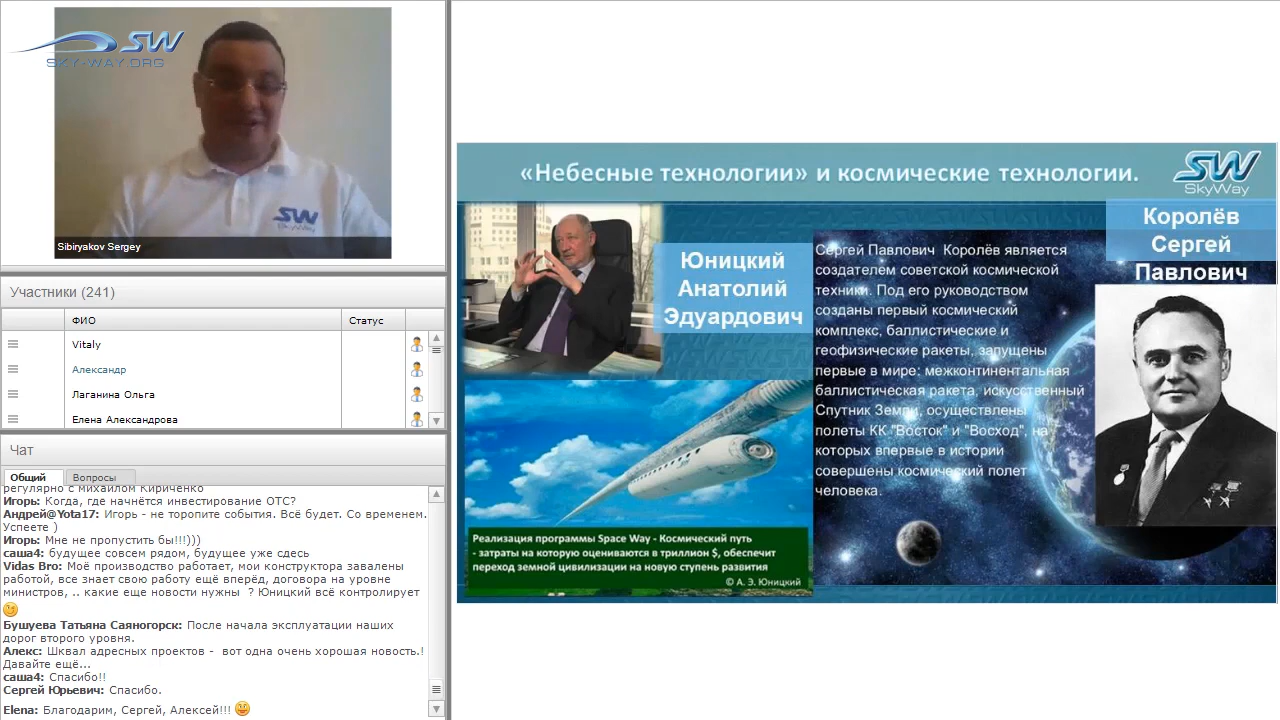 SW
SKY-WAY.ORG
SW
SkyWay
Sibiryakov Sergey
Участники (241)
ФИО
Статус
Vitaly
Александр
Лаганина Ольга
Елена Александрова
Чат
Общий
Вопросы
регулярно с михаилом Кириченко
Игорь: Когда, где начнётся инвестирование ОТС?
Андрей@Yota17: Игорь - не торопите события. Всё будет. Со временем.
Успеете )
Игорь: Мне не пропустить бы!!!)))
саша4: будущее совсем рядом, будущее уже сдесь
Vidas Bro: Моё производство работает, мои конструктора завалены
работой, все знает свою работу ещё вперёд, договора на уровне
министров, .. какие еще новости нужны ? Юницкий всё контролирует
Бушуева Татьяна Саяногорск: После начала эксплуатации наших
дорог второго уровня.
Алекс: Шквал адресных проектов - вот одна очень хорошая новость.!
Давайте ещё...
саша4: Спасибо!!
Сергей Юрьевич: Спасибо.
Elena: Благодарим, Сергей, Алексей!!!
«Небесные технологии» и космические технологии.
SW
SkyWay
Юницкий
Анатолий
Эдуардович
Сергей Павлович Королёв является
создателем советской космической
техники. Под его руководством
созданы первый космический
комплекс, баллистические и
геофизические ракеты, запущены
первые в мире: межконтинентальная
баллистическая ракета, искусственный
Спутник Земли, осуществлены
полеты КК "Восток" и "Восход", на
которых впервые в истории
совершены космический полет
человека.
Королёв
Сергей
Павлович
Реализация программы Space Way - Космический путь
- затраты на которую оцениваются в триллион $, обеспечит
переход земной цивилизации на новую ступень развития
© А. Э. Юницкий